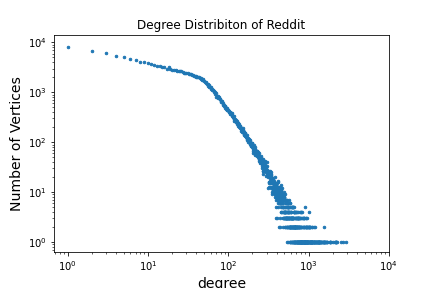 Degree Distribiton of Reddit
Number of Vertices
10⁴
10³
10²
10¹
10⁰
10⁰ 10¹ 10² 10³ 10⁴
degree